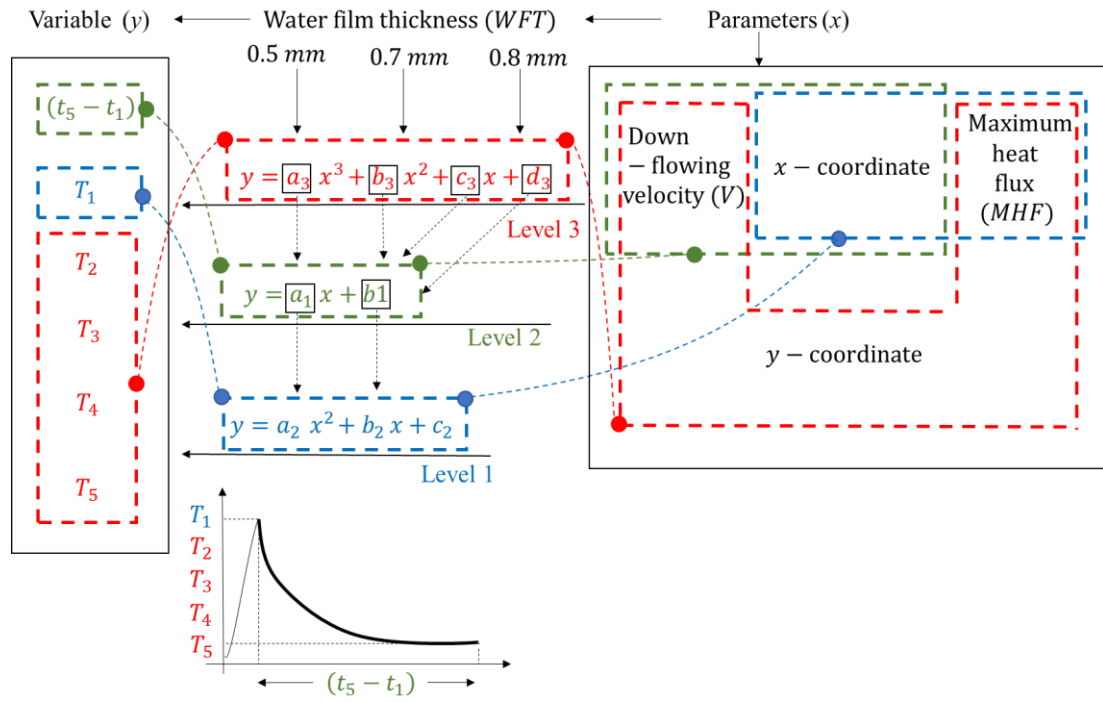 Variable (y)
Water film thickness (WFT)
Parameters (x)
0.5 mm
0.7 mm
0.8 mm
(t₅ − t₁)
T₁
T₂
T₃
T₄
T₅
y = a₃ x³ + b₃ x² + c₃ x + d₃
Level 3
y = a₁ x + b1
Level 2
y = a₂ x² + b₂ x + c₂
Level 1
Down
− flowing
velocity (V)
x − coordinate
Maximum
heat
flux
(MHF)
y − coordinate
T₁
T₂
T₃
T₄
T₅
(t₅ − t₁)